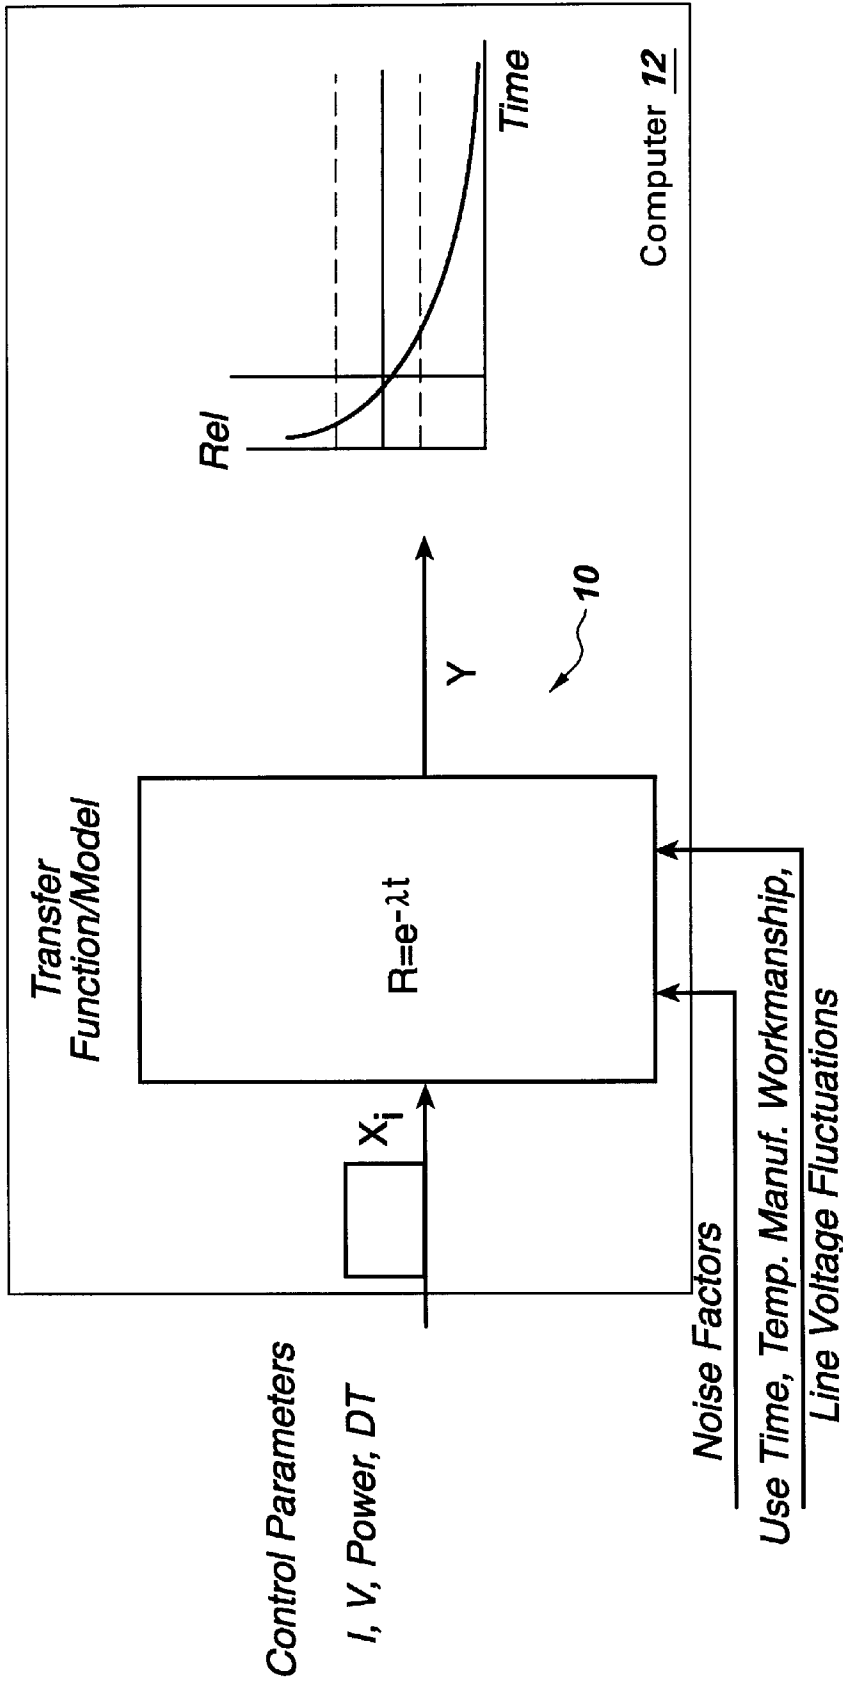 Transfer
Function/Model
Control Parameters
I, V, Power, DT
Xi
R=e-λt
Y
Rel
Time
10
Computer 12
Noise Factors
Use Time, Temp. Manuf. Workmanship,
Line Voltage Fluctuations